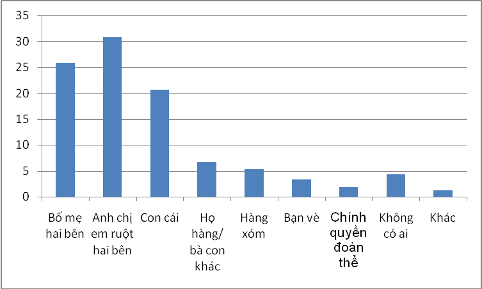 35
30
25
20
15
10
5
0
Bố mẹ hai bên
Anh chị em ruột hai bên
Con cái
Họ hàng/ bà con khác
Hàng xóm
Bạn vè
Chính quyền đoàn thể
Không có ai
Khác